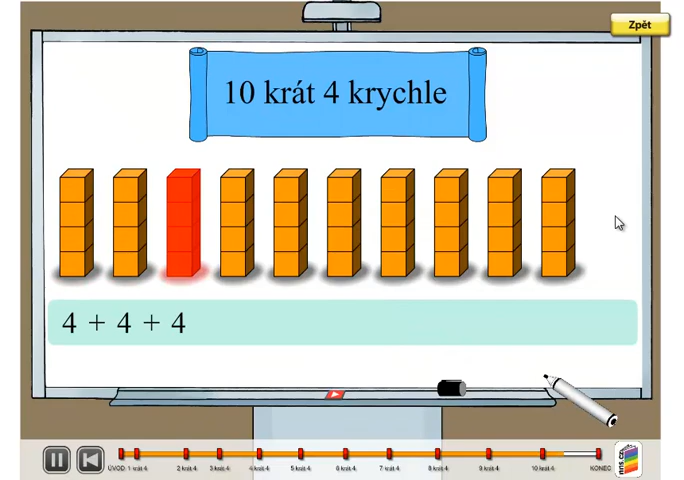 Zpět
10 krát 4 krychle
4 + 4 + 4
ÚVOD 1 krát 4 2 krát 4 3 krát 4 4 krát 4 5 krát 4 6 krát 4 7 krát 4 8 krát 4 9 krát 4 10 krát 4 KONEC
nns.cz